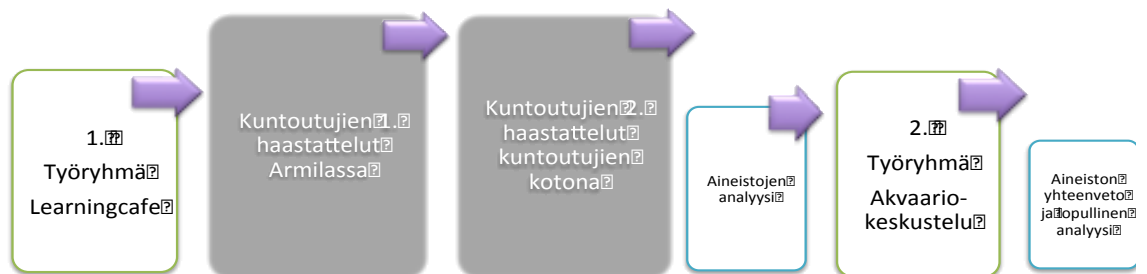 1.
Työryhmä
Learningcafe
Kuntoutujien 1.
haastattelut
Armilassa
Kuntoutujien 2.
haastattelut
kuntoutujien
kotona
Aineistojen
analyysi
2.
Työryhmä
Akvaario-
keskustelu
Aineiston
yhteenveto
ja lopullinen
analyysi